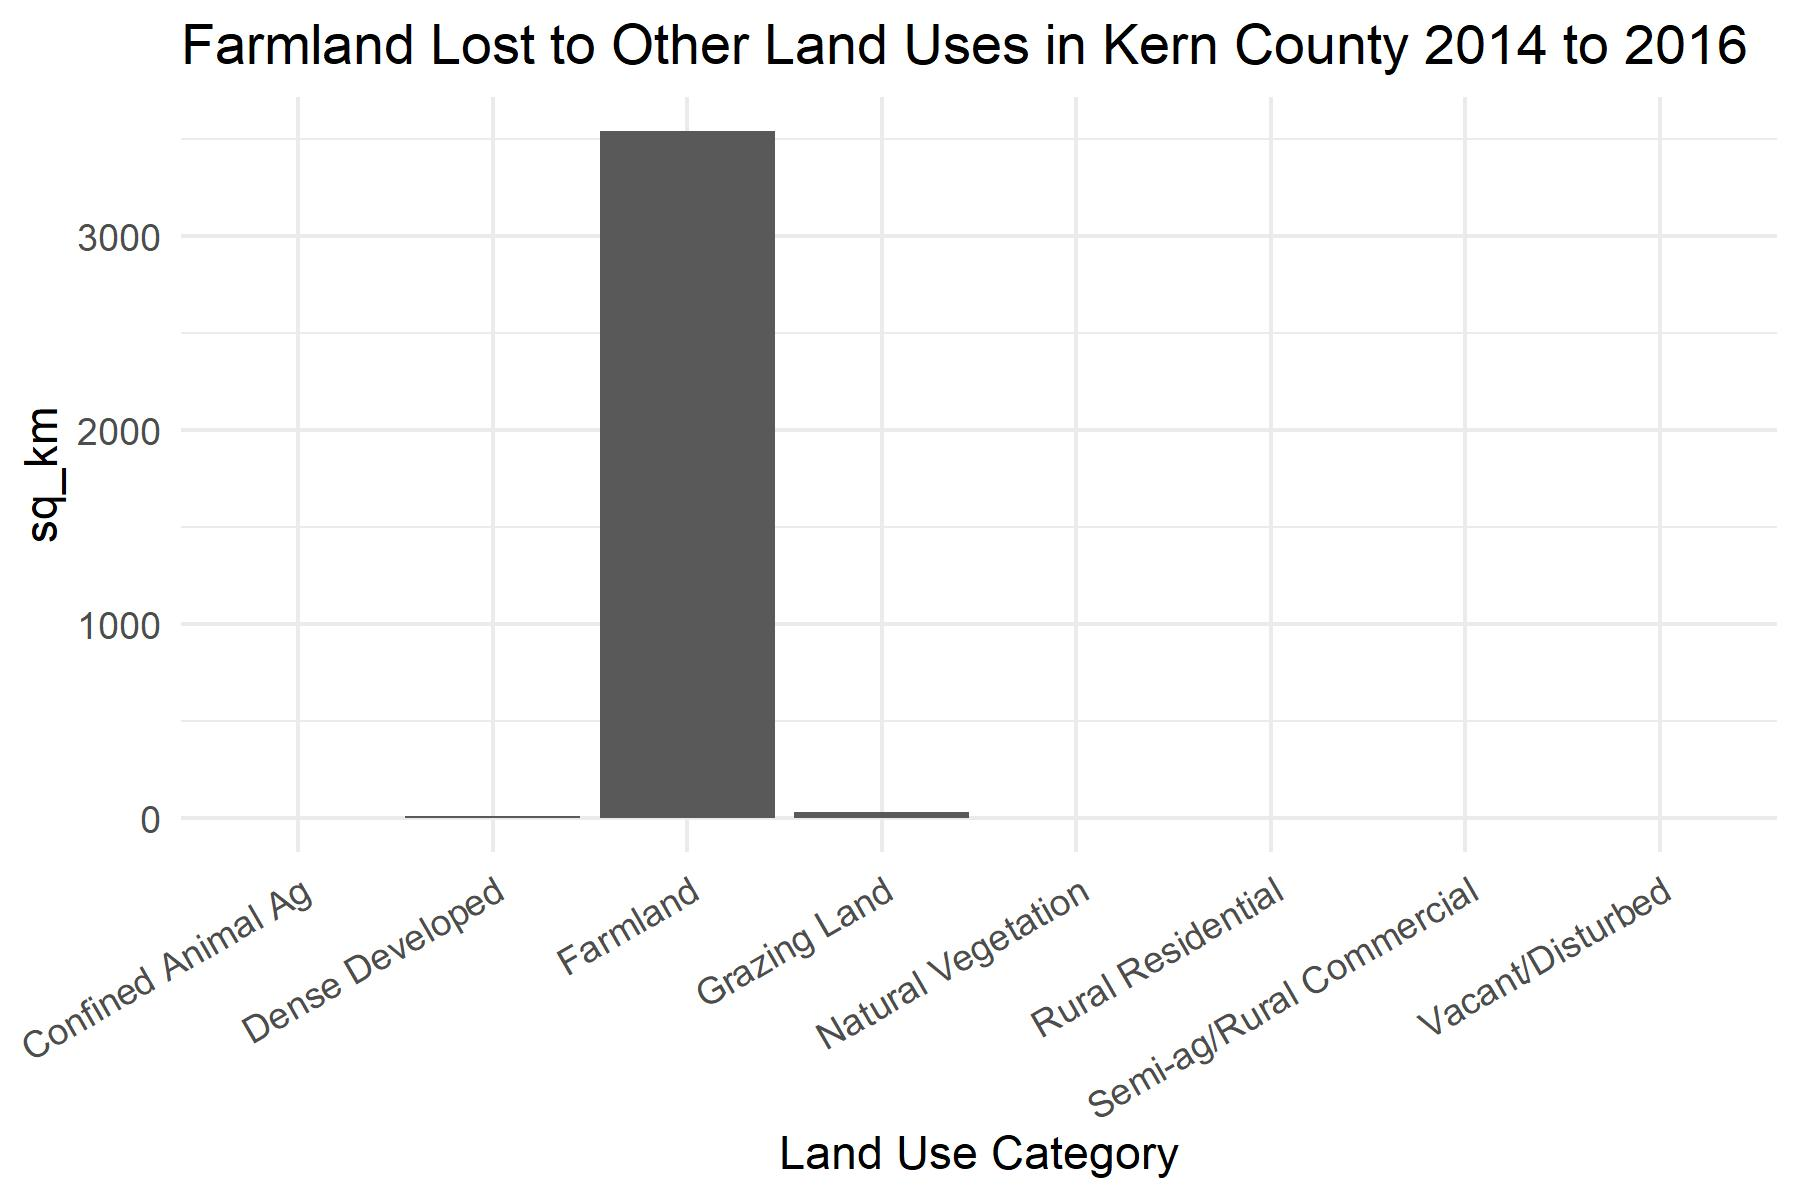 Farmland Lost to Other Land Uses in Kern County 2014 to 2016
sq_km
3000
2000
1000
0
Confined Animal Ag
Dense Developed
Farmland
Grazing Land
Natural Vegetation
Rural Residential
Semi-ag/Rural Commercial
Vacant/Disturbed
Land Use Category